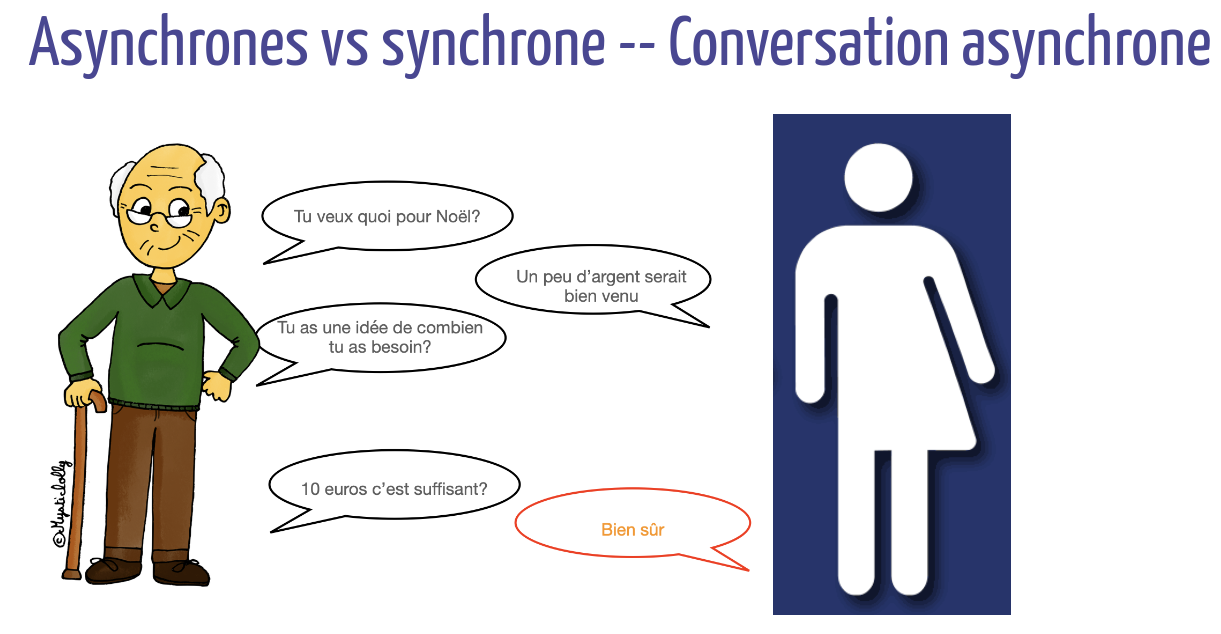 Asynchrones vs synchrone -- Conversation asynchrone
Tu veux quoi pour Noël?
Un peu d'argent serait
bien venu
Tu as une idée de combien
tu as besoin?
10 euros c'est suffisant?
Bien sûr
©Mysticlolly